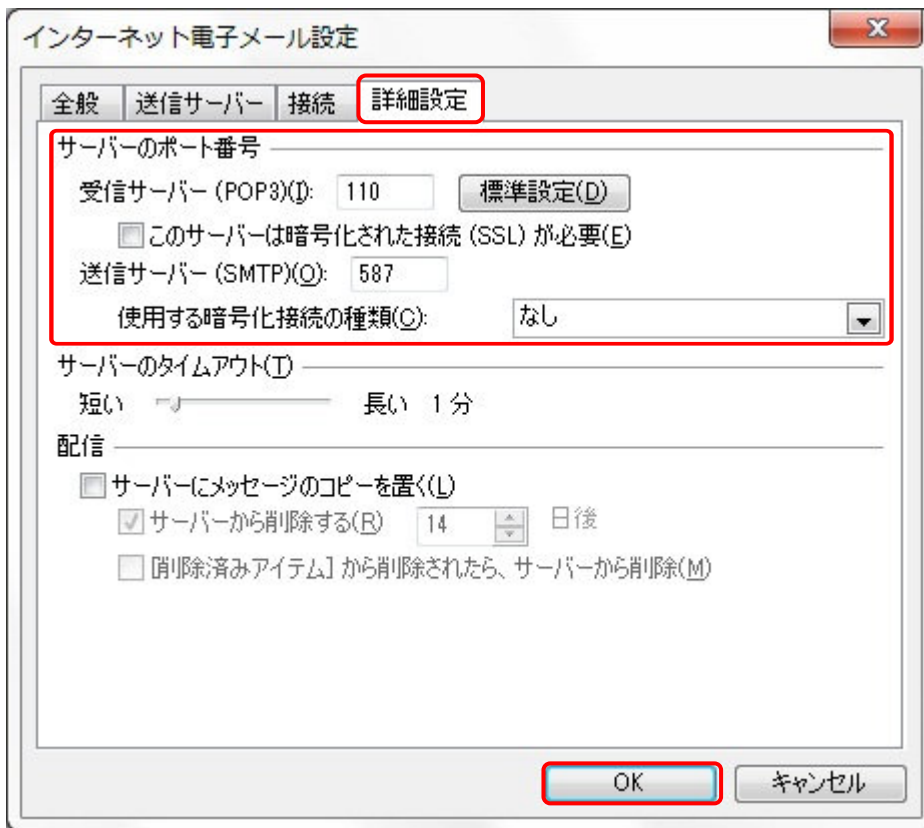 インターネット電子メール設定
全般 送信サーバー 接続 詳細設定
サーバーのポート番号
受信サーバー (POP3)(I): 110 標準設定(D)
このサーバーは暗号化された接続 (SSL) が必要(E)
送信サーバー (SMTP)(O): 587
使用する暗号化接続の種類(C): なし
サーバーのタイムアウト(T)
短い 長い 1 分
配信
サーバーにメッセージのコピーを置く(L)
サーバーから削除する(R) 14 日後
[削除済みアイテム] から削除されたら、サーバーから削除(M)
OK キャンセル